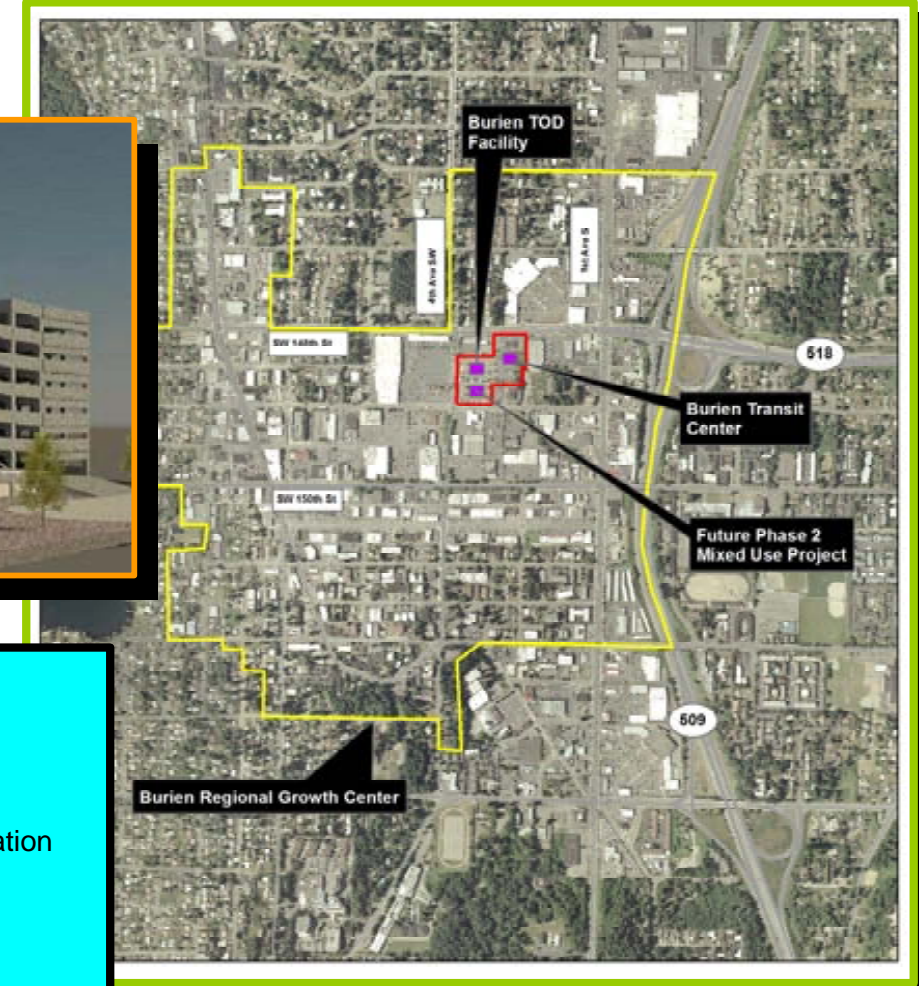 Burien TOD
Facility
4th Ave SW
1st Ave S
SW 148th St
518
Burien Transit
Center
SW 150th St
Future Phase 2
Mixed Use Project
509
Burien Regional Growth Center
ation